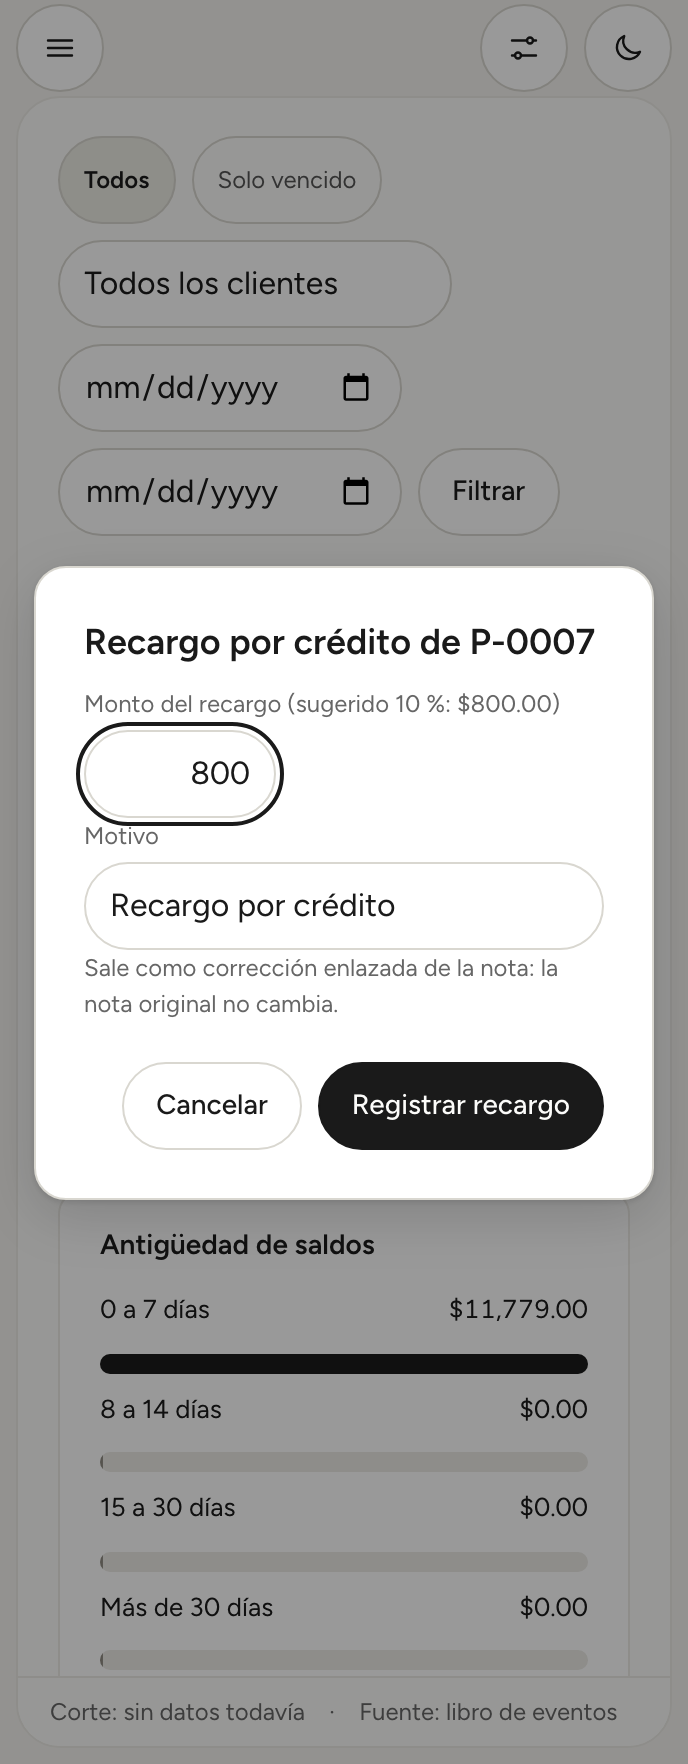 Todos
Solo vencido
Todos los clientes
mm/dd/yyyy
mm/dd/yyyy
Filtrar
Recargo por crédito de P-0007
Monto del recargo (sugerido 10 %: $800.00)
800
Motivo
Recargo por crédito
Sale como corrección enlazada de la nota: la
nota original no cambia.
Cancelar
Registrar recargo
Antigüedad de saldos
0 a 7 días $11,779.00
8 a 14 días $0.00
15 a 30 días $0.00
Más de 30 días $0.00
Corte: sin datos todavía · Fuente: libro de eventos